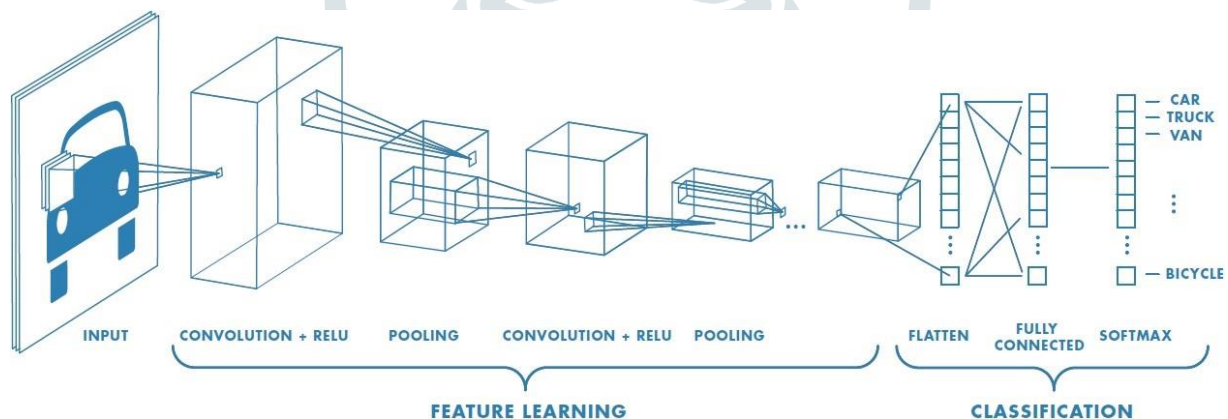 CAR
TRUCK
VAN
BICYCLE
INPUT
CONVOLUTION + RELU
POOLING
CONVOLUTION + RELU
POOLING
FLATTEN
FULLY
CONNECTED
SOFTMAX
FEATURE LEARNING
CLASSIFICATION